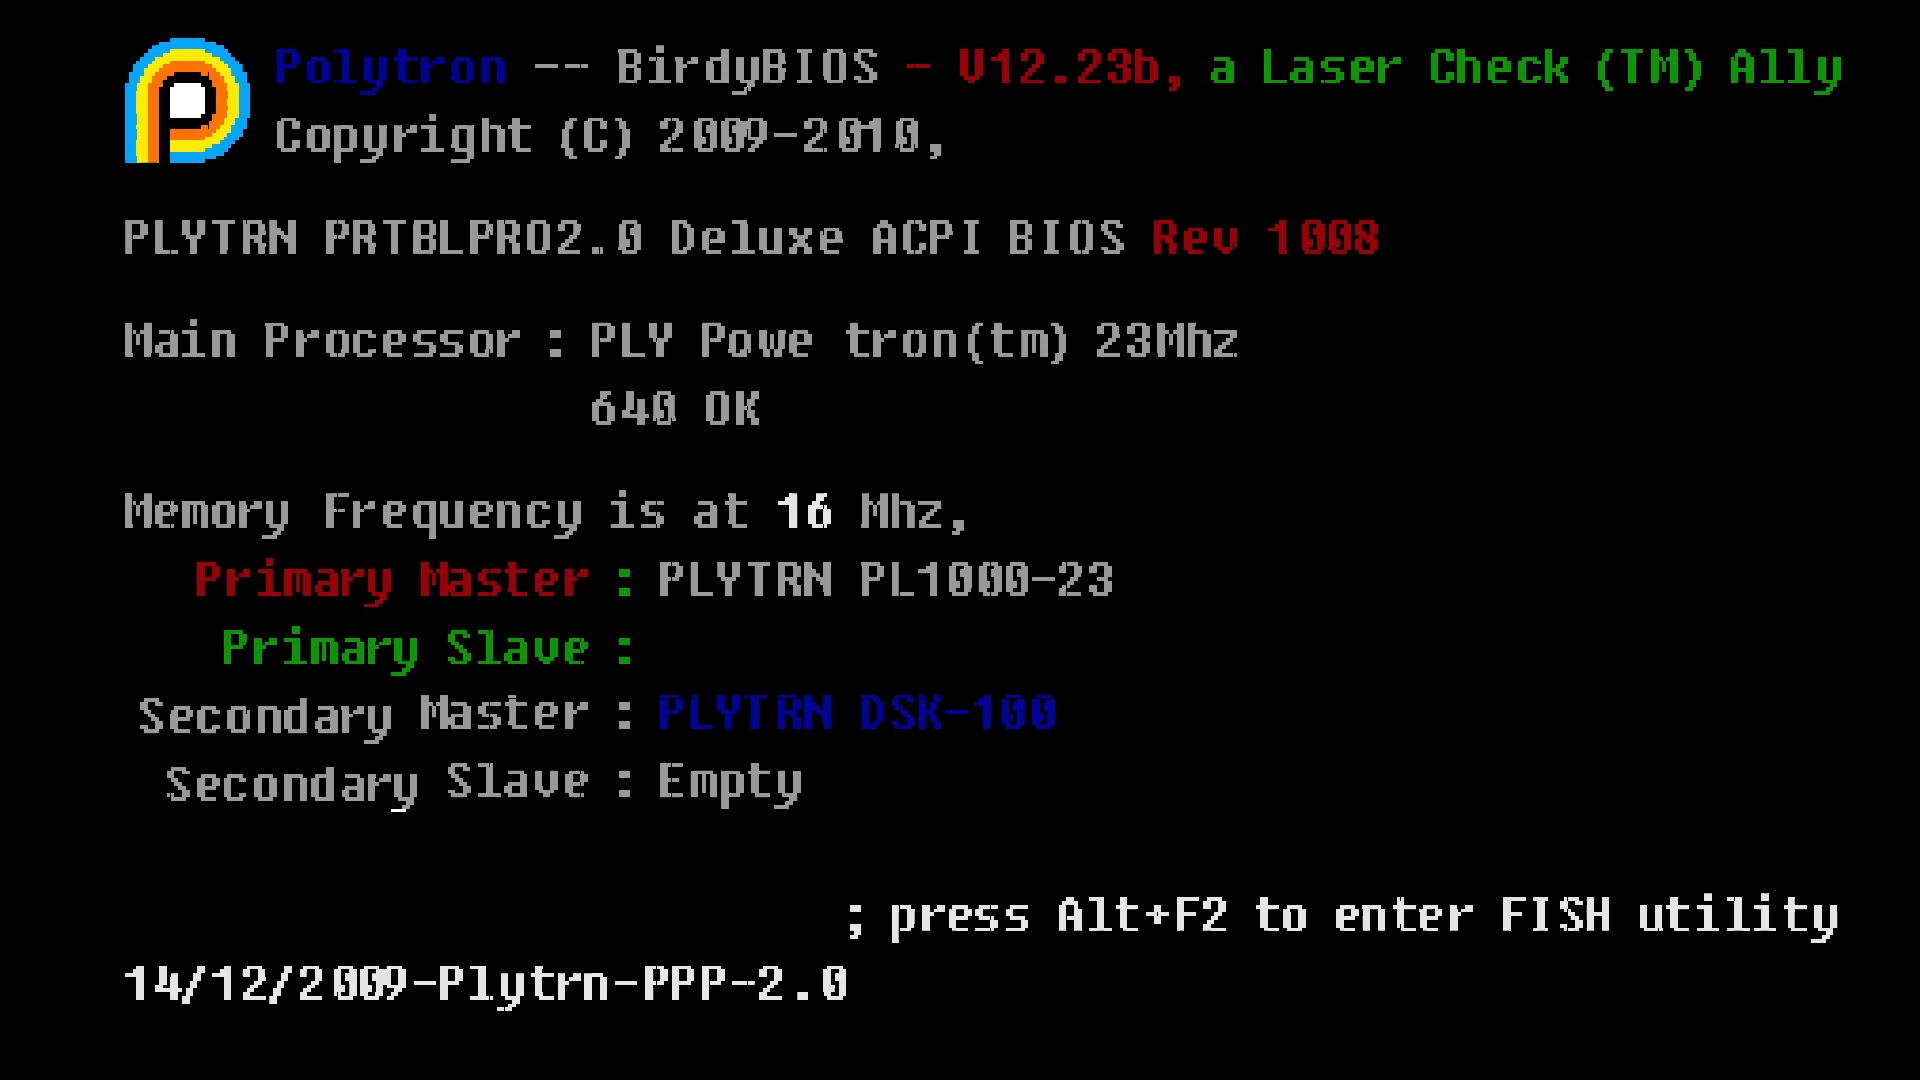 Polytron -- BirdyBIOS - V12.23b, a Laser Check (TM) Ally
Copyright (C) 2009-2010,
PLYTRN PRTBLPRO2.0 Deluxe ACPI BIOS Rev 1008
Main Processor : PLY Powe tron(tm) 23Mhz
640 OK
Memory Frequency is at 16 Mhz,
Primary Master : PLYTRN PL1000-23
Primary Slave :
Secondary Master : PLYTRN DSK-100
Secondary Slave : Empty
; press Alt+F2 to enter FISH utility
14/12/2009-Plytrn-PPP-2.0